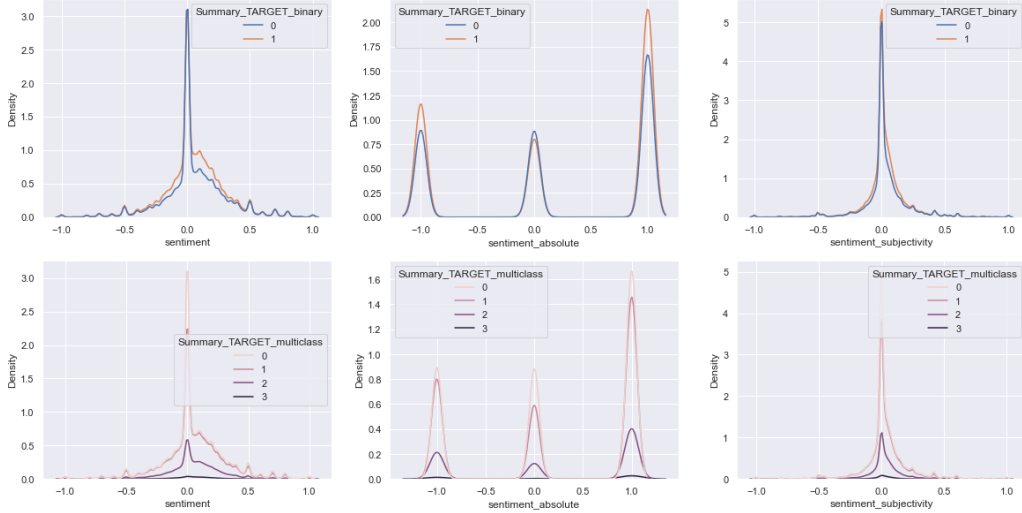 Summary_TARGET_binary
0
1
3.0
2.5
2.0
1.5
1.0
0.5
0.0
Density
-1.0 -0.5 0.0 0.5 1.0
sentiment
Summary_TARGET_binary
0
1
2.00
1.75
1.50
1.25
1.00
0.75
0.50
0.25
0.00
Density
-1.0 -0.5 0.0 0.5 1.0
sentiment_absolute
Summary_TARGET_binary
0
1
5
4
3
2
1
0
Density
-1.0 -0.5 0.0 0.5 1.0
sentiment_subjectivity
Summary_TARGET_multiclass
0
1
2
3
3.0
2.5
2.0
1.5
1.0
0.5
0.0
Density
-1.0 -0.5 0.0 0.5 1.0
sentiment
Summary_TARGET_multiclass
0
1
2
3
1.6
1.4
1.2
1.0
0.8
0.6
0.4
0.2
0.0
Density
-1.0 -0.5 0.0 0.5 1.0
sentiment_absolute
Summary_TARGET_multiclass
0
1
2
3
5
4
3
2
1
0
Density
-1.0 -0.5 0.0 0.5 1.0
sentiment_subjectivity